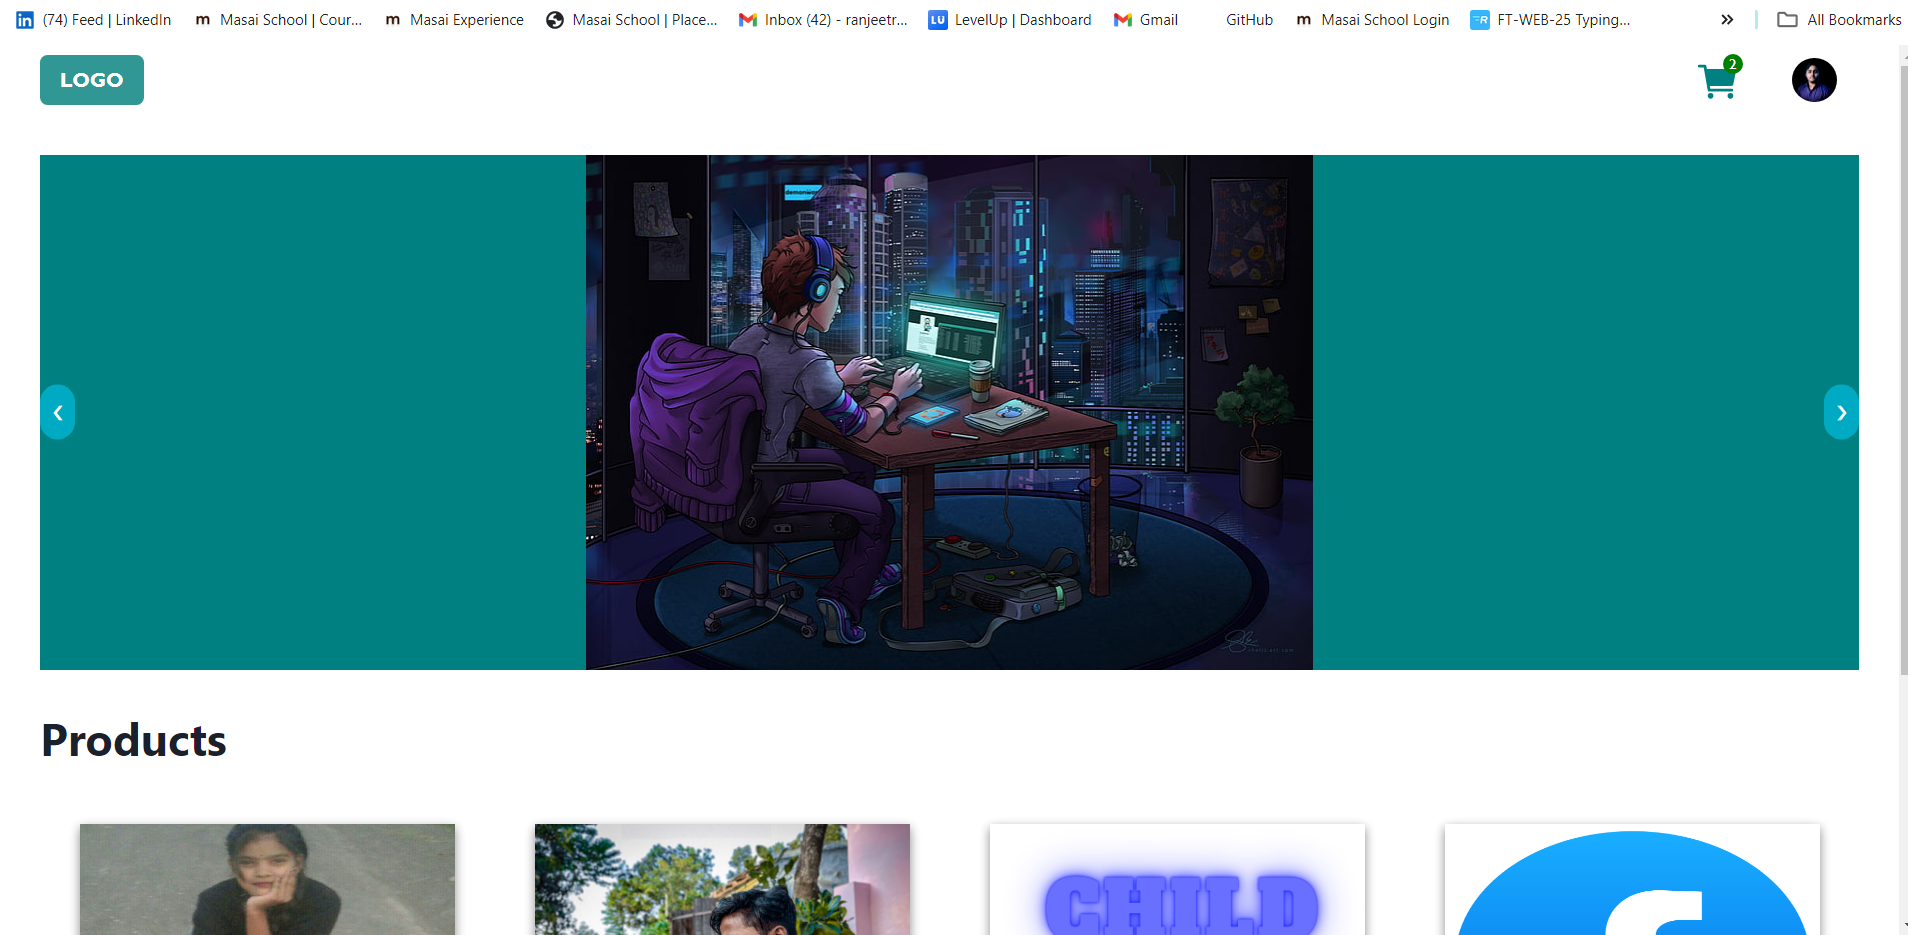 (74) Feed | LinkedIn
Masai School | Cour...
Masai Experience
Masai School | Place...
Inbox (42) - ranjeetr...
LU
LevelUp | Dashboard
Gmail
GitHub
Masai School Login
FT-WEB-25 Typing...
All Bookmarks
LOGO
2
Products
CHILD